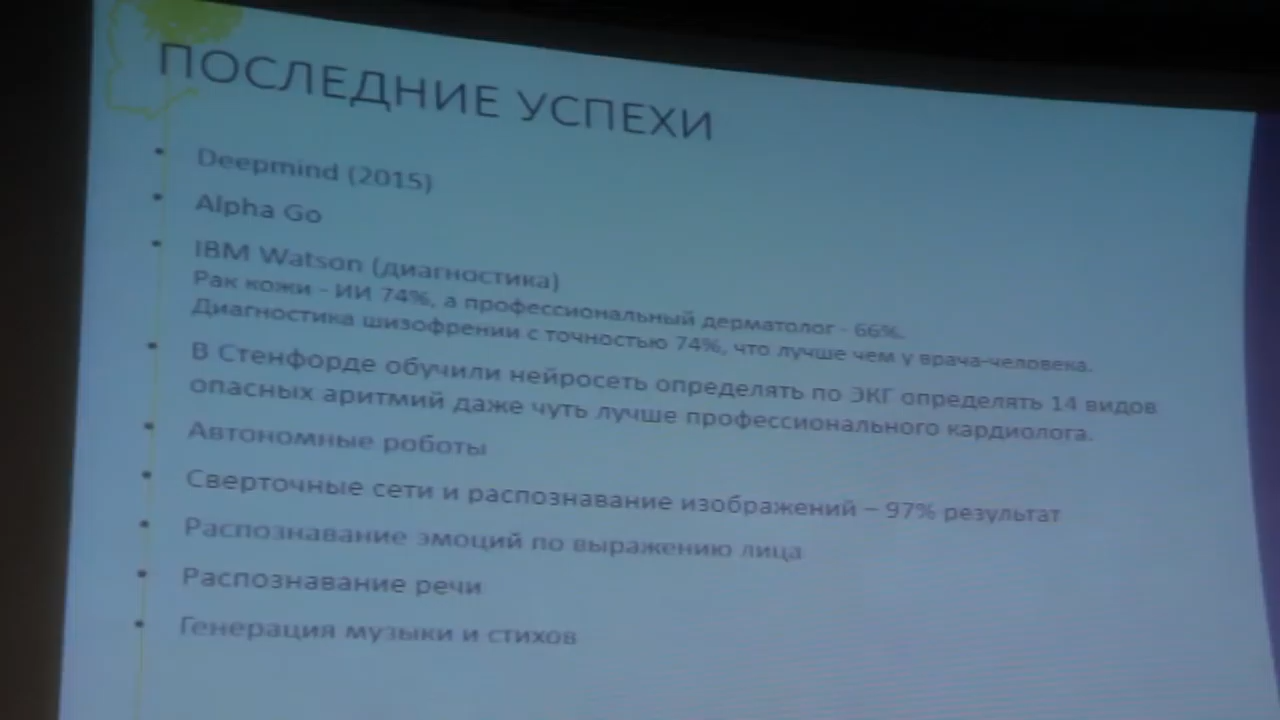 ПОСЛЕДНИЕ УСПЕХИ
• Deepmind (2015)
• Alpha Go
• IBM Watson (диагностика)
Рак кожи - ИИ 74%, а профессиональный дерматолог - 66%.
Диагностика шизофрении с точностью 74%, что лучше чем у врача-человека.
• В Стенфорде обучили нейросеть определять по ЭКГ определять 14 видов
опасных аритмий даже чуть лучше профессионального кардиолога.
• Автономные роботы
• Сверточные сети и распознавание изображений – 97% результат
• Распознавание эмоций по выражению лица
• Распознавание речи
• Генерация музыки и стихов